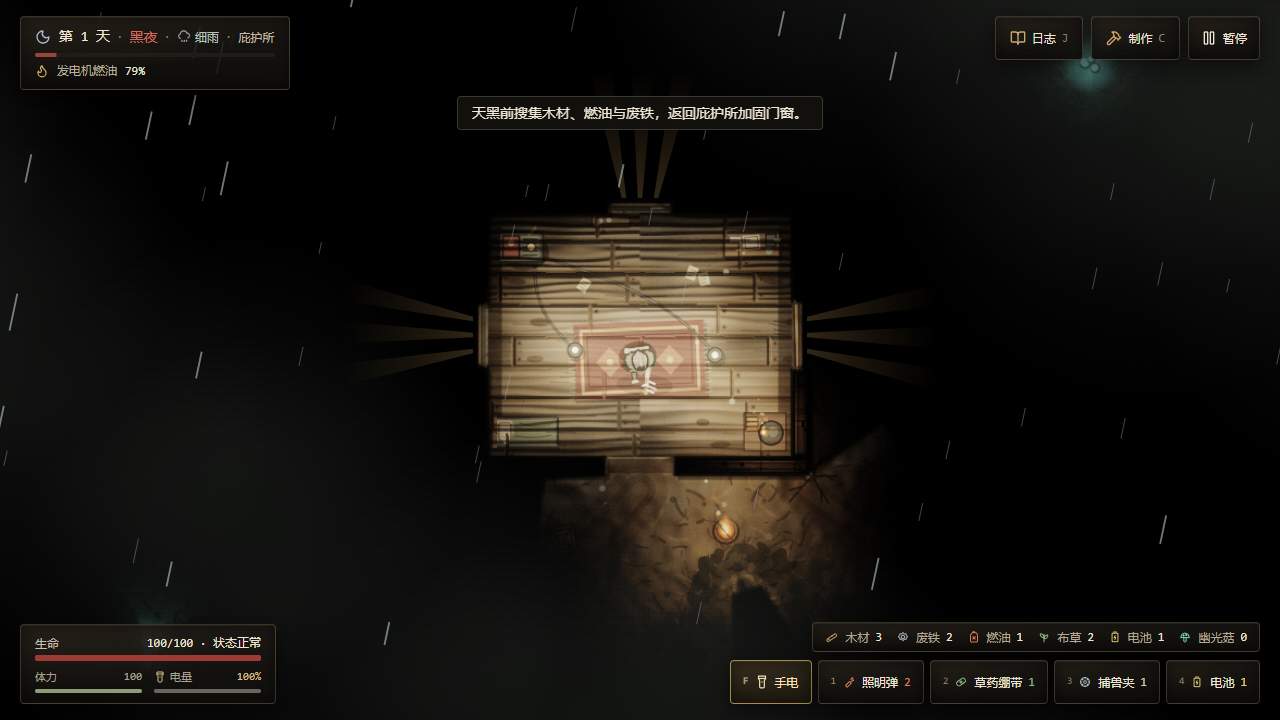 第 1 天 · 黑夜 · 细雨 · 庇护所
发电机燃油 79%
日志 J
制作 C
暂停
天黑前搜集木材、燃油与废铁，返回庇护所加固门窗。
生命 100/100 · 状态正常
体力 100 电量 100%
木材 3 废铁 2 燃油 1 布草 2 电池 1 幽光菇 0
F 手电
1 照明弹 2
2 草药绷带 1
3 捕兽夹 1
4 电池 1